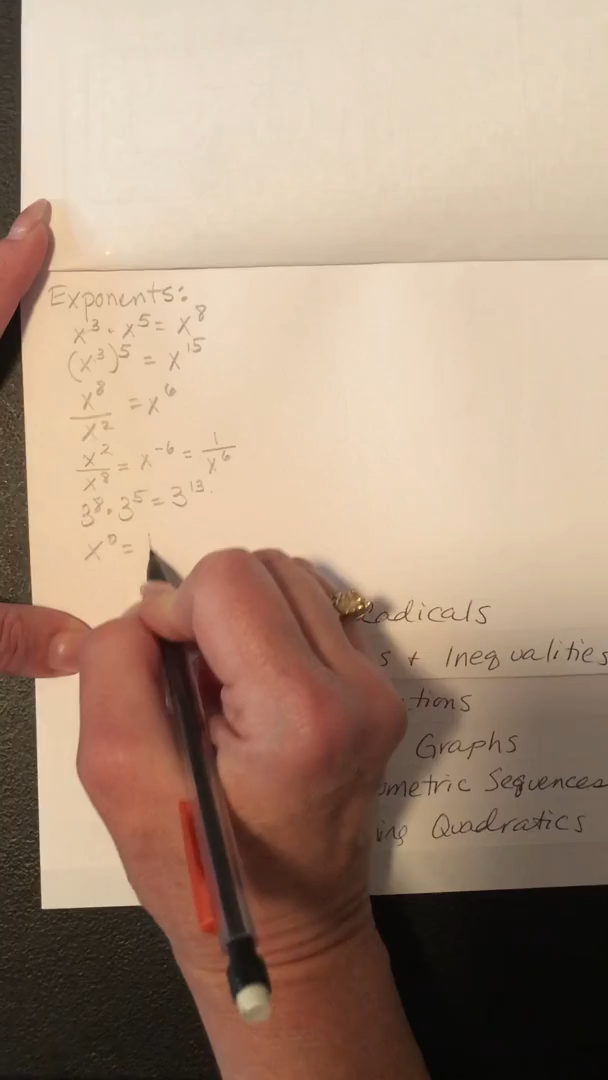 Exponents:
x³ · x⁵ = x⁸
(x³)⁵ = x¹⁵
x⁸/x² = x⁶
x²/x⁸ = x⁻⁶ = 1/x⁶
3⁸ · 3⁵ = 3¹³.
x⁰ =
adicals
s + Inequalities
tions
Graphs
metric Sequences
ing Quadratics